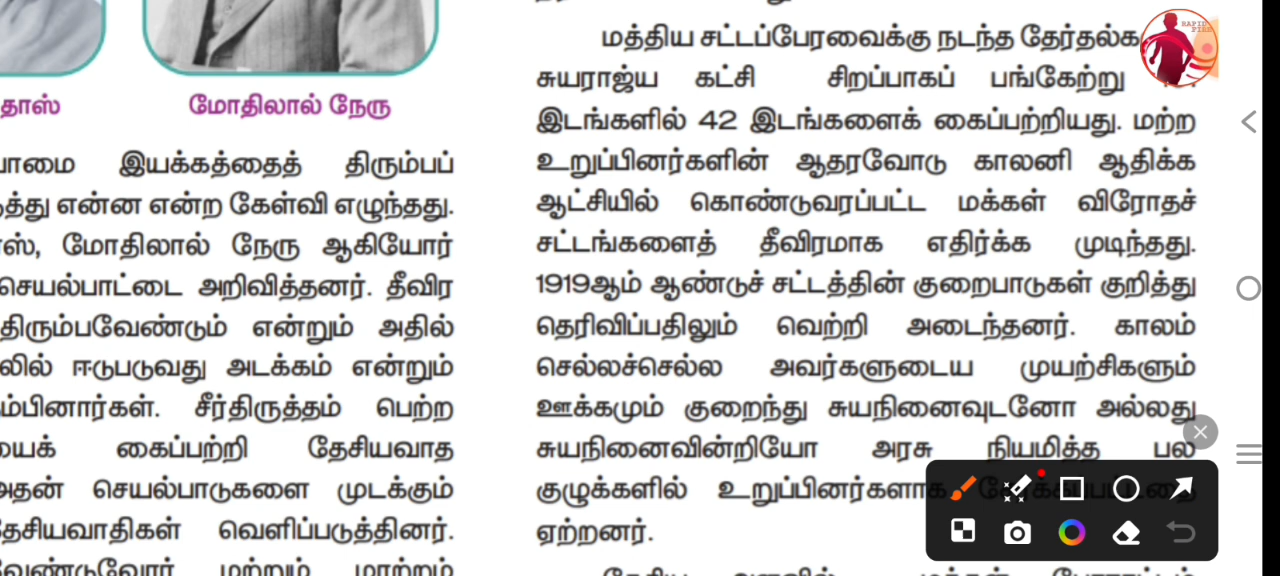 தாஸ்
மோதிலால் நேரு
இயக்கத்தைத் திரும்பப்
என்ன என்ற கேள்வி எழுந்தது.
மோதிலால் நேரு ஆகியோர்
செயல்பாட்டை அறிவித்தனர். தீவிர
திரும்பவேண்டும் என்றும் அதில்
ஈடுபடுவது அடக்கம் என்றும்
சீர்திருத்தம் பெற்ற
கைப்பற்றி தேசியவாத
அதன் செயல்பாடுகளை முடக்கும்
தேசியவாதிகள் வெளிப்படுத்தினர்.
மற்றும் மாற்றம்
மத்திய சட்டப்பேரவைக்கு நடந்த
சுயராஜ்ய கட்சி சிறப்பாகப் பங்கேற்று
இடங்களில் 42 இடங்களைக் கைப்பற்றியது. மற்ற
உறுப்பினர்களின் ஆதரவோடு காலனி ஆதிக்க
ஆட்சியில் கொண்டுவரப்பட்ட மக்கள் விரோதச்
சட்டங்களைத் தீவிரமாக எதிர்க்க முடிந்தது.
1919ஆம் ஆண்டுச் சட்டத்தின் குறைபாடுகள் குறித்து
தெரிவிப்பதிலும் வெற்றி அடைந்தனர். காலம்
செல்லச்செல்ல அவர்களுடைய முயற்சிகளும்
ஊக்கமும் குறைந்து சுயநினைவுடனோ அல்லது
சுயநினைவின்றியோ அரசு நியமித்த பல
குழுக்களில் உறுப்பினர்களாக
ஏற்றனர்.
RAPID
FIRE